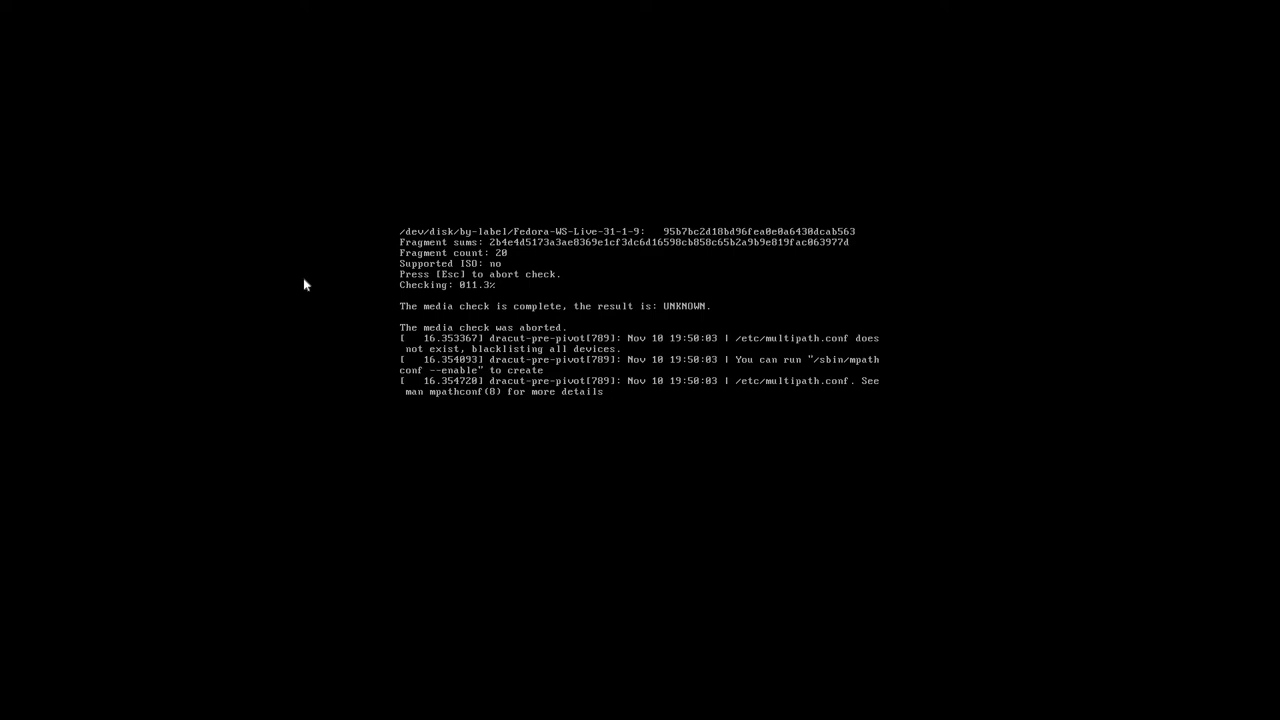 /dev/disk/by-label/Fedora-WS-Live-31-1-9:   95b7bc2d18bd96fea0e0a6430dcab563
Fragment sums: 2b4e4d5173a3ae8369e1cf3dc6d16598cb858c65b2a9b9e819fac063977d
Fragment count: 20
Supported ISO: no
Press [Esc] to abort check.
Checking: 011.3%
The media check is complete, the result is: UNKNOWN.
The media check was aborted.
[   16.353367] dracut-pre-pivot[789]: Nov 10 19:50:03 | /etc/multipath.conf does
 not exist, blacklisting all devices.
[   16.354093] dracut-pre-pivot[789]: Nov 10 19:50:03 | You can run "/sbin/mpath
conf --enable" to create
[   16.354720] dracut-pre-pivot[789]: Nov 10 19:50:03 | /etc/multipath.conf. See
 man mpathconf(8) for more details